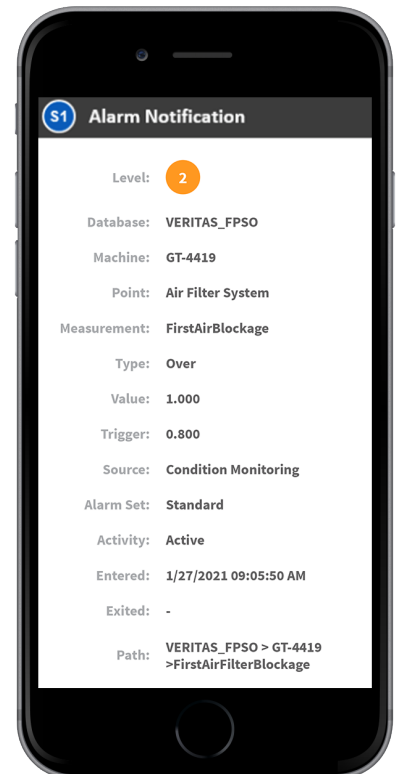 S1 Alarm Notification
Level: 2
Database: VERITAS_FPSO
Machine: GT-4419
Point: Air Filter System
Measurement: FirstAirBlockage
Type: Over
Value: 1.000
Trigger: 0.800
Source: Condition Monitoring
Alarm Set: Standard
Activity: Active
Entered: 1/27/2021 09:05:50 AM
Exited: -
Path: VERITAS_FPSO > GT-4419
>FirstAirFilterBlockage